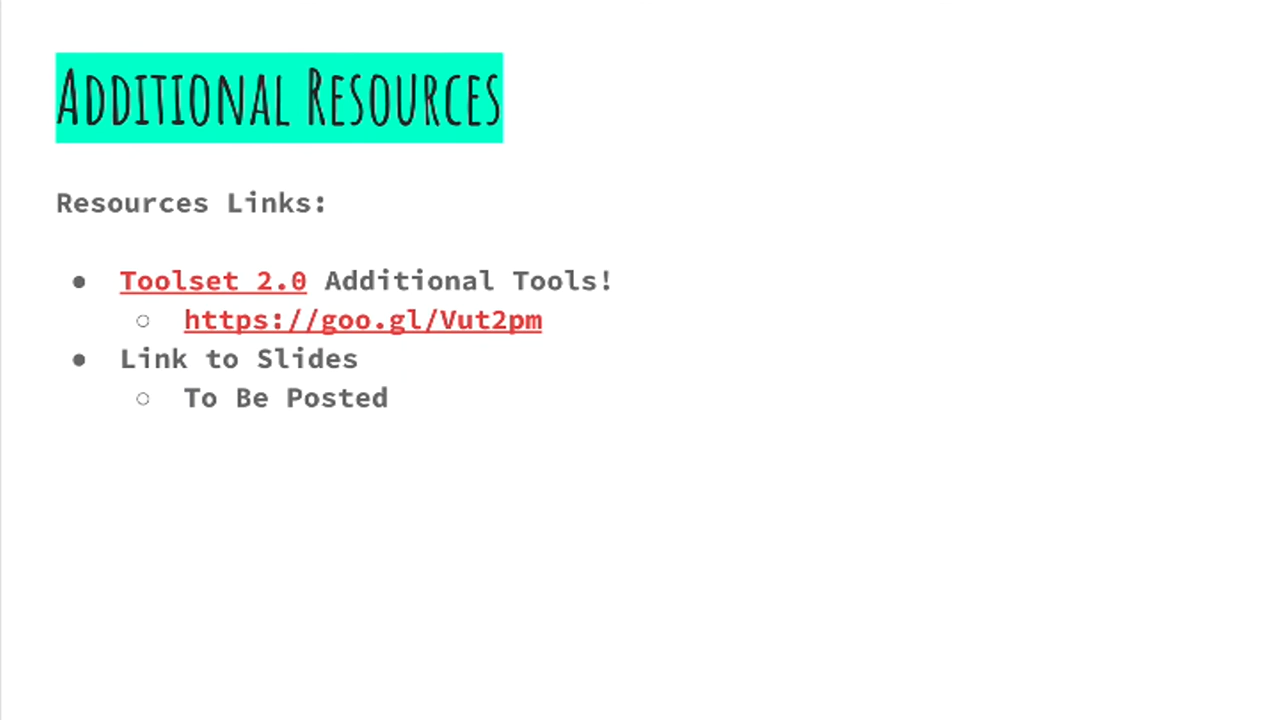 Additional Resources
Resources Links:
● Toolset 2.0 Additional Tools!
○ https://goo.gl/Vut2pm
● Link to Slides
○ To Be Posted